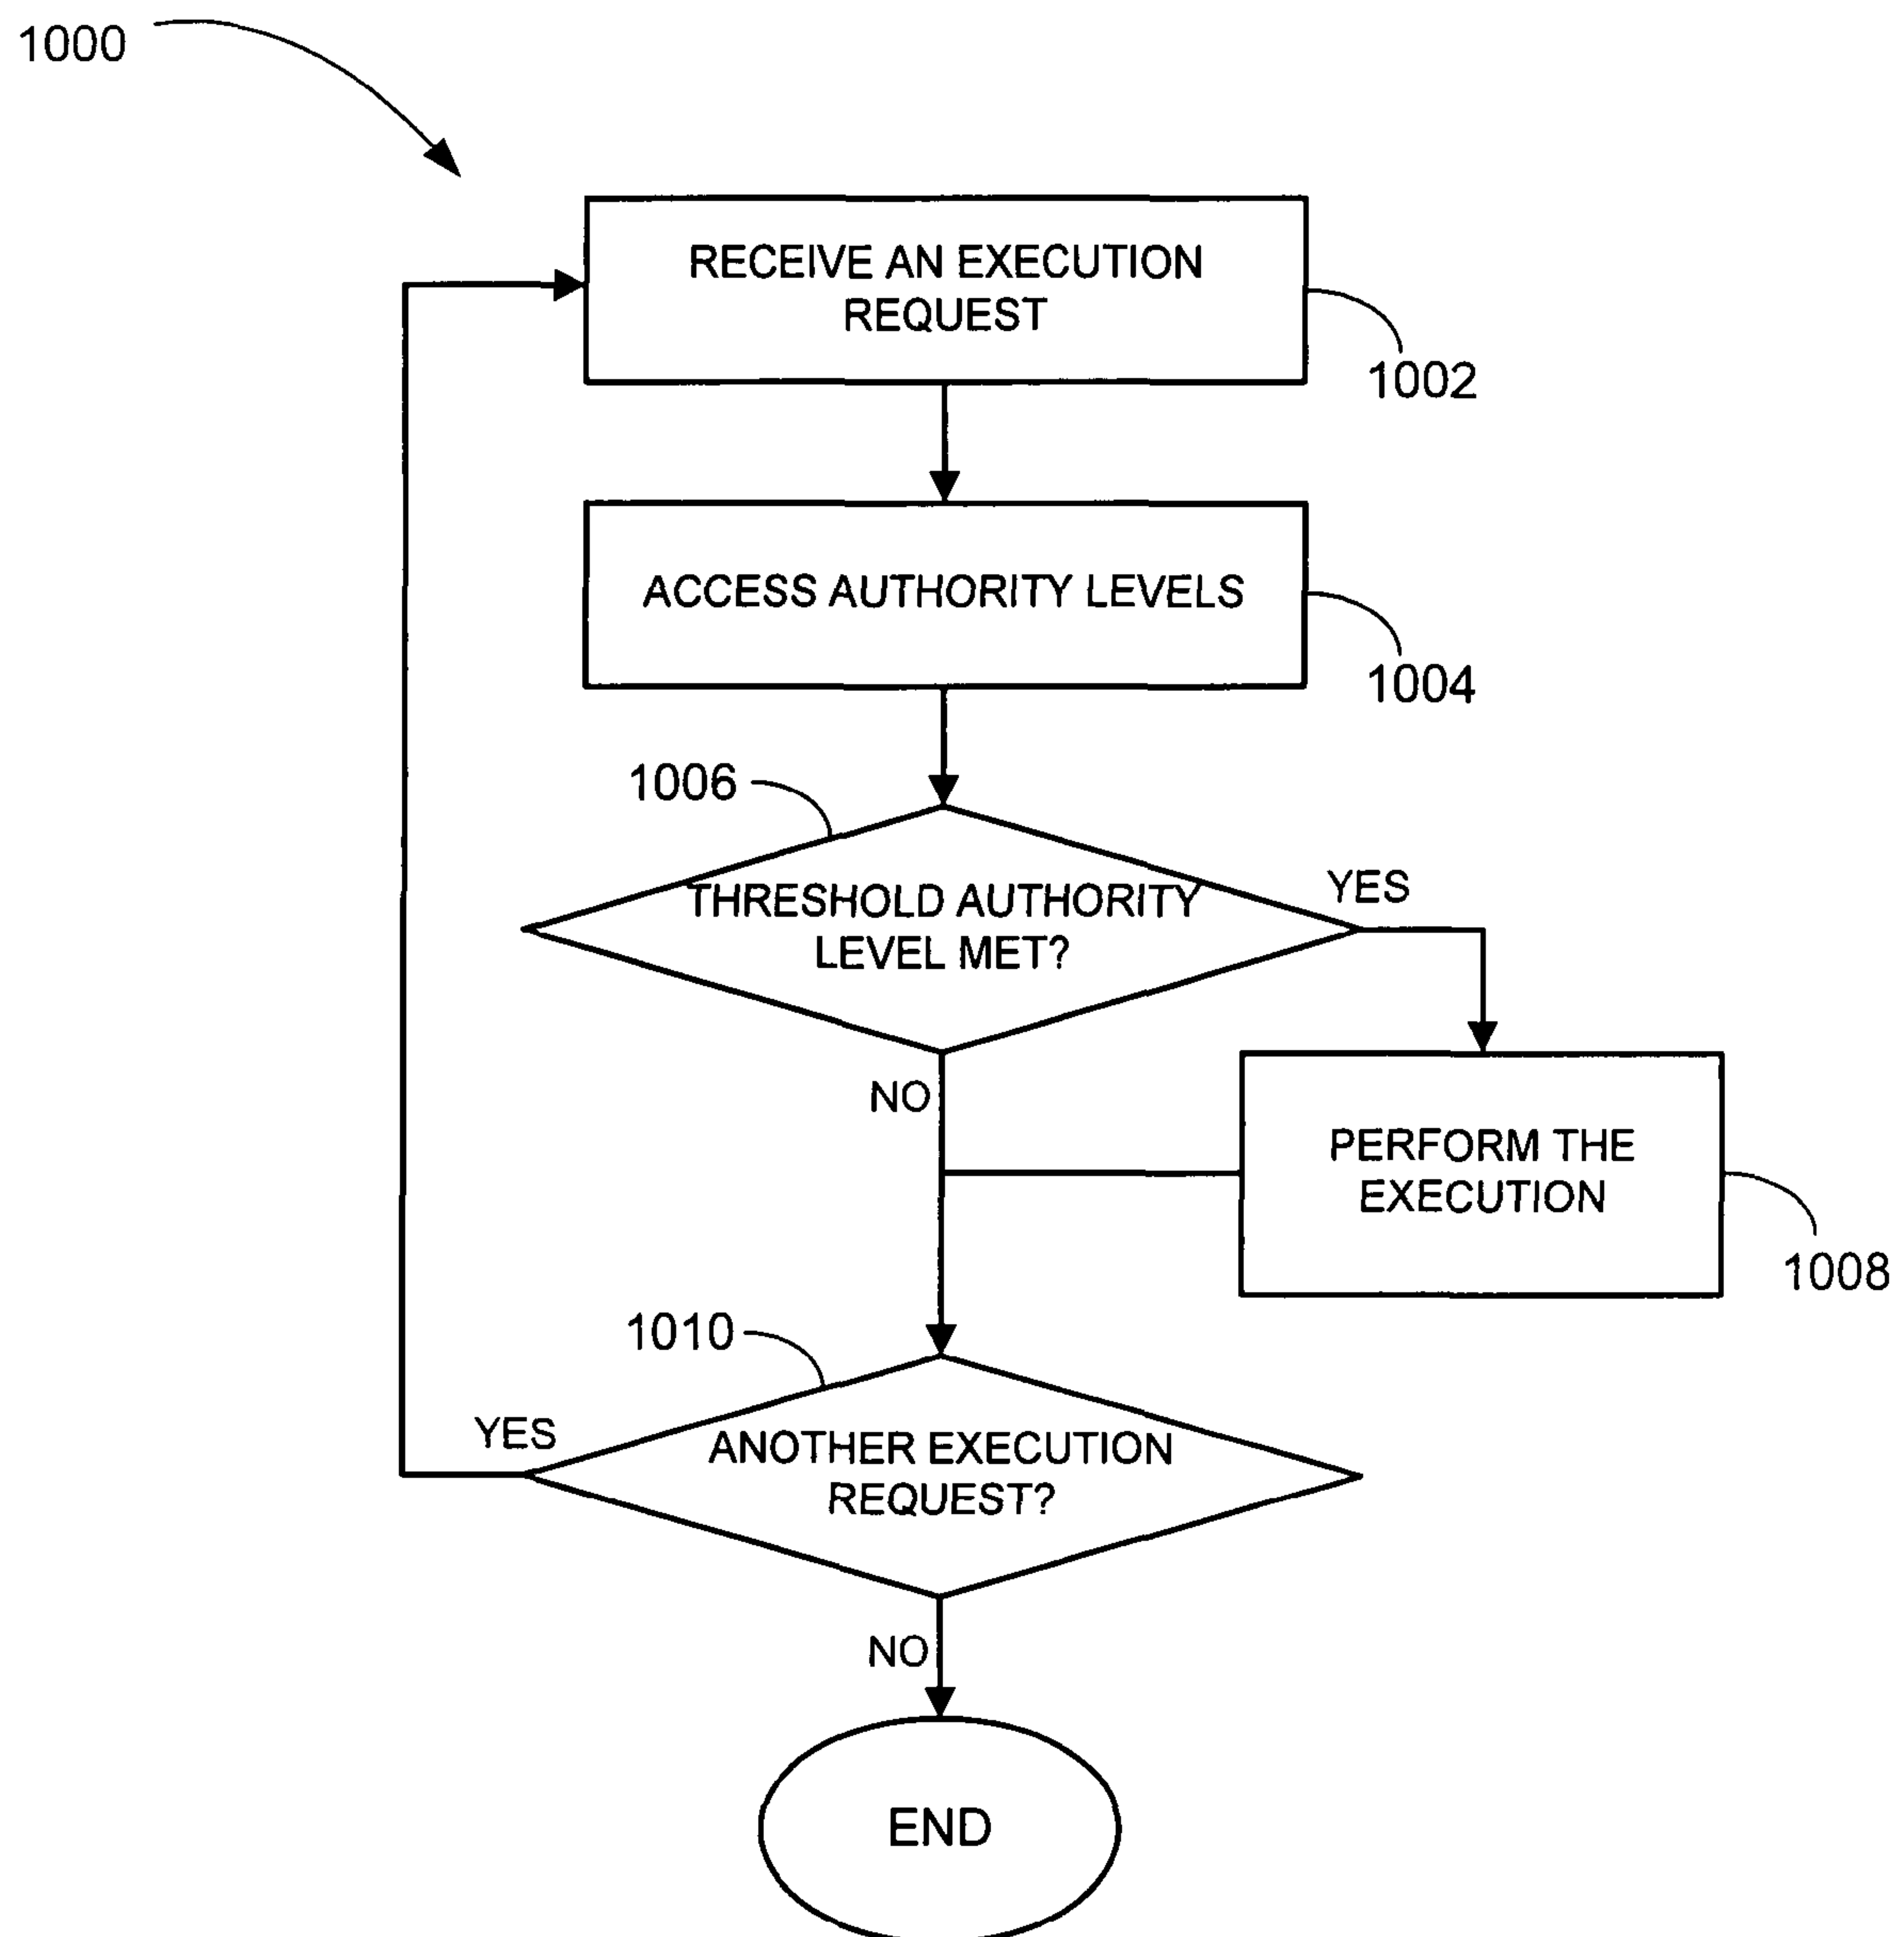 1000
RECEIVE AN EXECUTION
REQUEST
1002
ACCESS AUTHORITY LEVELS
1004
1006
THRESHOLD AUTHORITY
LEVEL MET?
YES
NO
PERFORM THE
EXECUTION
1008
1010
YES
ANOTHER EXECUTION
REQUEST?
NO
END